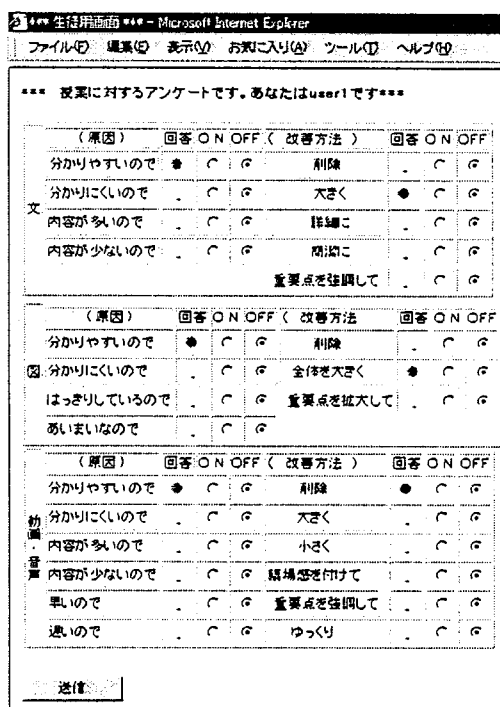 *** 生徒用画面 *** - Microsoft Internet Explorer
ファイル(F) 編集(E) 表示(V) お気に入り(A) ツール(T) ヘルプ(H)
*** 授業に対するアンケートです。あなたはuser1です***
文
(原因) 回答 ON OFF ( 改善方法 ) 回答 ON OFF
分かりやすいので 削除
分かりにくいので 大きく
内容が多いので 詳細に
内容が少ないので 簡潔に
重要点を強調して
図
(原因) 回答 ON OFF ( 改善方法 回答 ON OFF
分かりやすいので 削除
分かりにくいので 全体を大きく
はっきりしているので 重要点を拡大して
あいまいなので
動画・音声
(原因) 回答 ON OFF ( 改善方法 ) 回答 ON OFF
分かりやすいので 削除
分かりにくいので 大きく
内容が多いので 小さく
内容が少ないので 臨場感を付けて
早いので 重要点を強調して
遅いので ゆっくり
送信